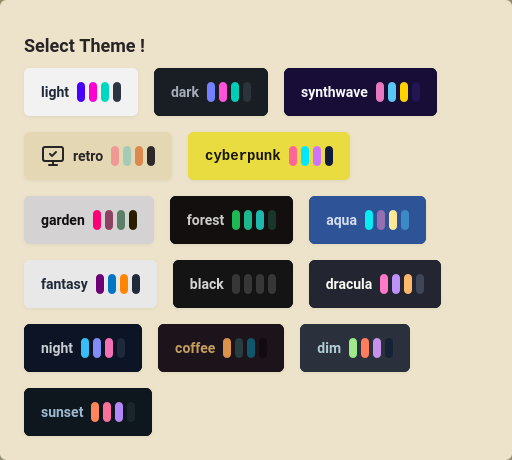 Select Theme !
light dark synthwave
retro cyberpunk
garden forest aqua
fantasy black dracula
night coffee dim
sunset